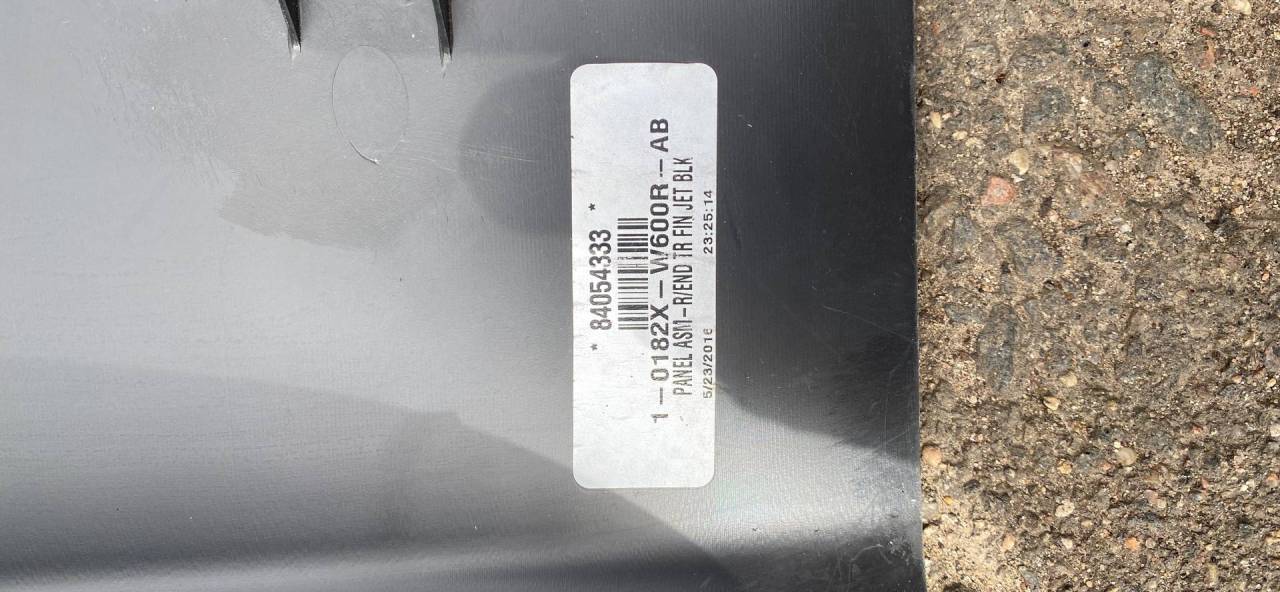 * 84054333 *
1-0182X-W600R-AB
PANEL ASM-R/END TR FIN JET BLK
5/23/2016 23:25:14